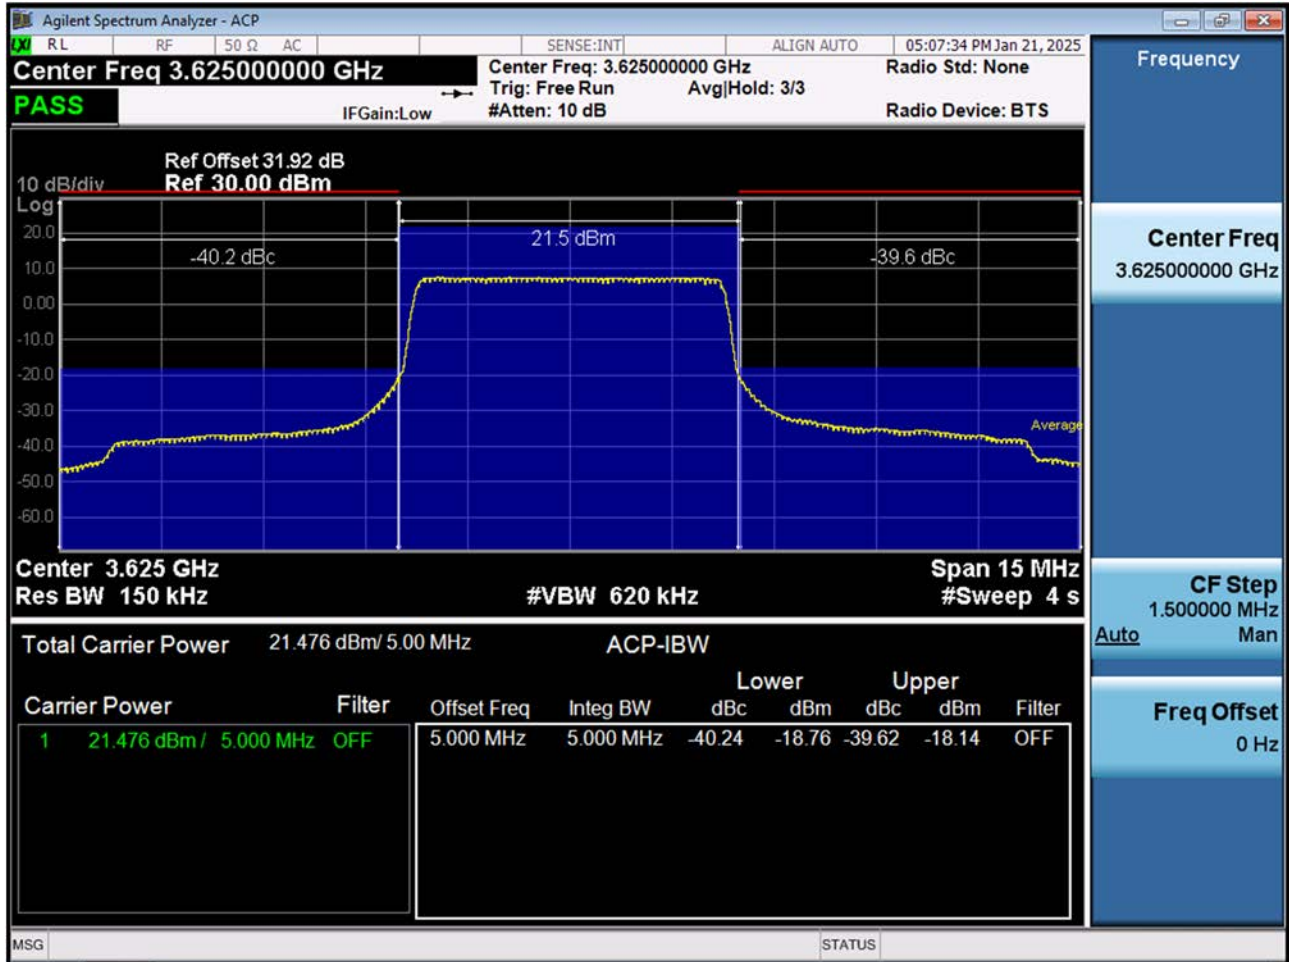 Agilent Spectrum Analyzer - ACP
LXI RL RF 50 Ω AC SENSE:INT ALIGN AUTO 05:07:34 PM Jan 21, 2025
Center Freq 3.625000000 GHz
Center Freq: 3.625000000 GHz Radio Std: None
Trig: Free Run Avg|Hold: 3/3
PASS
IFGain:Low #Atten: 10 dB Radio Device: BTS
Ref Offset 31.92 dB
10 dB/div Ref 30.00 dBm
Log
20.0
10.0
0.00
-10.0
-20.0
-30.0
-40.0
-50.0
-60.0
-40.2 dBc
21.5 dBm
-39.6 dBc
Average
Center 3.625 GHz Span 15 MHz
Res BW 150 kHz #VBW 620 kHz #Sweep 4 s
Total Carrier Power 21.476 dBm/ 5.00 MHz ACP-IBW
Lower Upper
Carrier Power Filter Offset Freq Integ BW dBc dBm dBc dBm Filter
1 21.476 dBm / 5.000 MHz OFF 5.000 MHz 5.000 MHz -40.24 -18.76 -39.62 -18.14 OFF
MSG STATUS
Frequency
Center Freq
3.625000000 GHz
CF Step
1.500000 MHz
Auto Man
Freq Offset
0 Hz